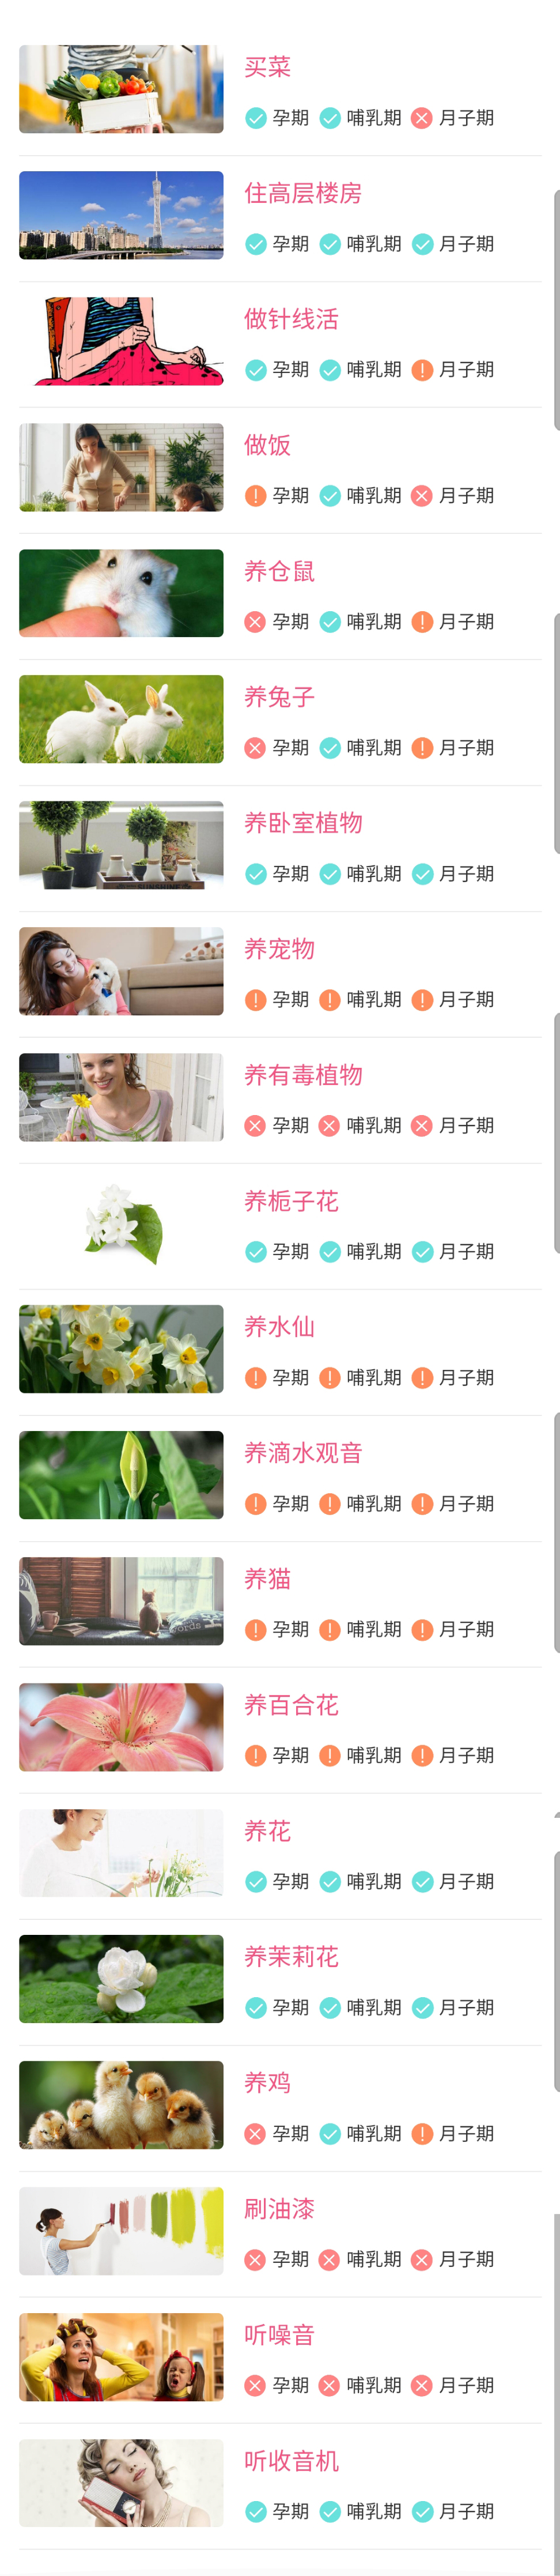 买菜
孕期 哺乳期 月子期
住高层楼房
孕期 哺乳期 月子期
做针线活
孕期 哺乳期 月子期
做饭
孕期 哺乳期 月子期
养仓鼠
孕期 哺乳期 月子期
养兔子
孕期 哺乳期 月子期
养卧室植物
SUNSHINE
孕期 哺乳期 月子期
养宠物
孕期 哺乳期 月子期
养有毒植物
孕期 哺乳期 月子期
养栀子花
孕期 哺乳期 月子期
养水仙
孕期 哺乳期 月子期
养滴水观音
孕期 哺乳期 月子期
养猫
words
孕期 哺乳期 月子期
养百合花
孕期 哺乳期 月子期
养花
孕期 哺乳期 月子期
养茉莉花
孕期 哺乳期 月子期
养鸡
孕期 哺乳期 月子期
刷油漆
孕期 哺乳期 月子期
听噪音
孕期 哺乳期 月子期
听收音机
孕期 哺乳期 月子期